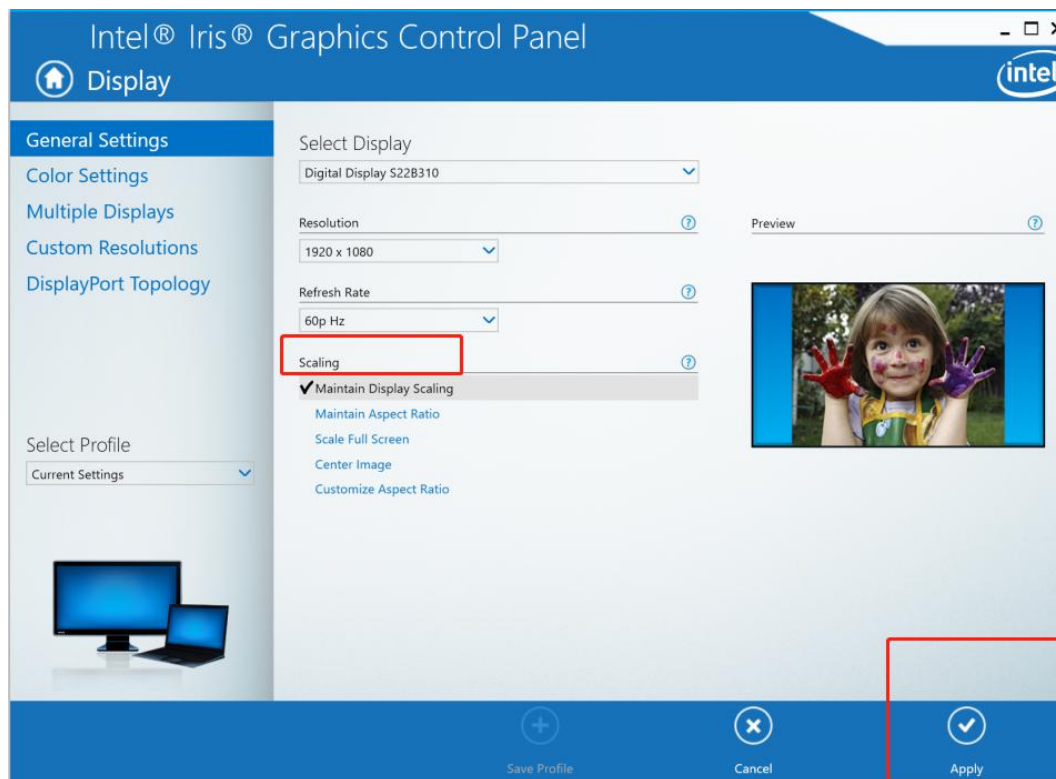 Intel® Iris® Graphics Control Panel
Display
intel
General Settings
Color Settings
Multiple Displays
Custom Resolutions
DisplayPort Topology
Select Profile
Current Settings
Select Display
Digital Display S22B310
Resolution
?
1920 x 1080
Refresh Rate
?
60p Hz
Scaling
?
Maintain Display Scaling
Maintain Aspect Ratio
Scale Full Screen
Center Image
Customize Aspect Ratio
Preview
?
Save Profile
Cancel
Apply